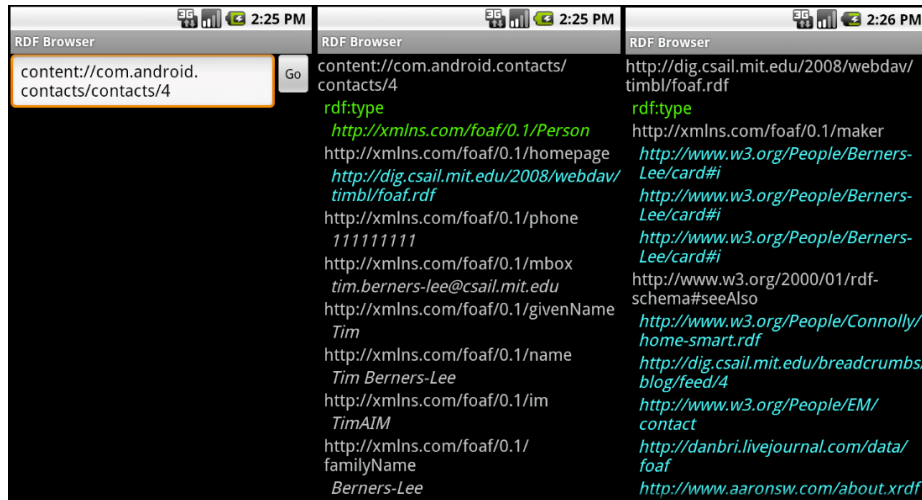 3G 2:25 PM
RDF Browser
content://com.android.
contacts/contacts/4
Go
3G 2:25 PM
RDF Browser
content://com.android.contacts/
contacts/4
rdf:type
http://xmlns.com/foaf/0.1/Person
http://xmlns.com/foaf/0.1/homepage
http://dig.csail.mit.edu/2008/webdav/
timbl/foaf.rdf
http://xmlns.com/foaf/0.1/phone
111111111
http://xmlns.com/foaf/0.1/mbox
tim.berners-lee@csail.mit.edu
http://xmlns.com/foaf/0.1/givenName
Tim
http://xmlns.com/foaf/0.1/name
Tim Berners-Lee
http://xmlns.com/foaf/0.1/im
TimAIM
http://xmlns.com/foaf/0.1/
familyName
Berners-Lee
3G 2:26 PM
RDF Browser
http://dig.csail.mit.edu/2008/webdav/
timbl/foaf.rdf
rdf:type
http://xmlns.com/foaf/0.1/maker
http://www.w3.org/People/Berners-
Lee/card#i
http://www.w3.org/People/Berners-
Lee/card#i
http://www.w3.org/People/Berners-
Lee/card#i
http://www.w3.org/2000/01/rdf-
schema#seeAlso
http://www.w3.org/People/Connolly/
home-smart.rdf
http://dig.csail.mit.edu/breadcrumbs/
blog/feed/4
http://www.w3.org/People/EM/
contact
http://danbri.livejournal.com/data/
foaf
http://www.aaronsw.com/about.xrdf